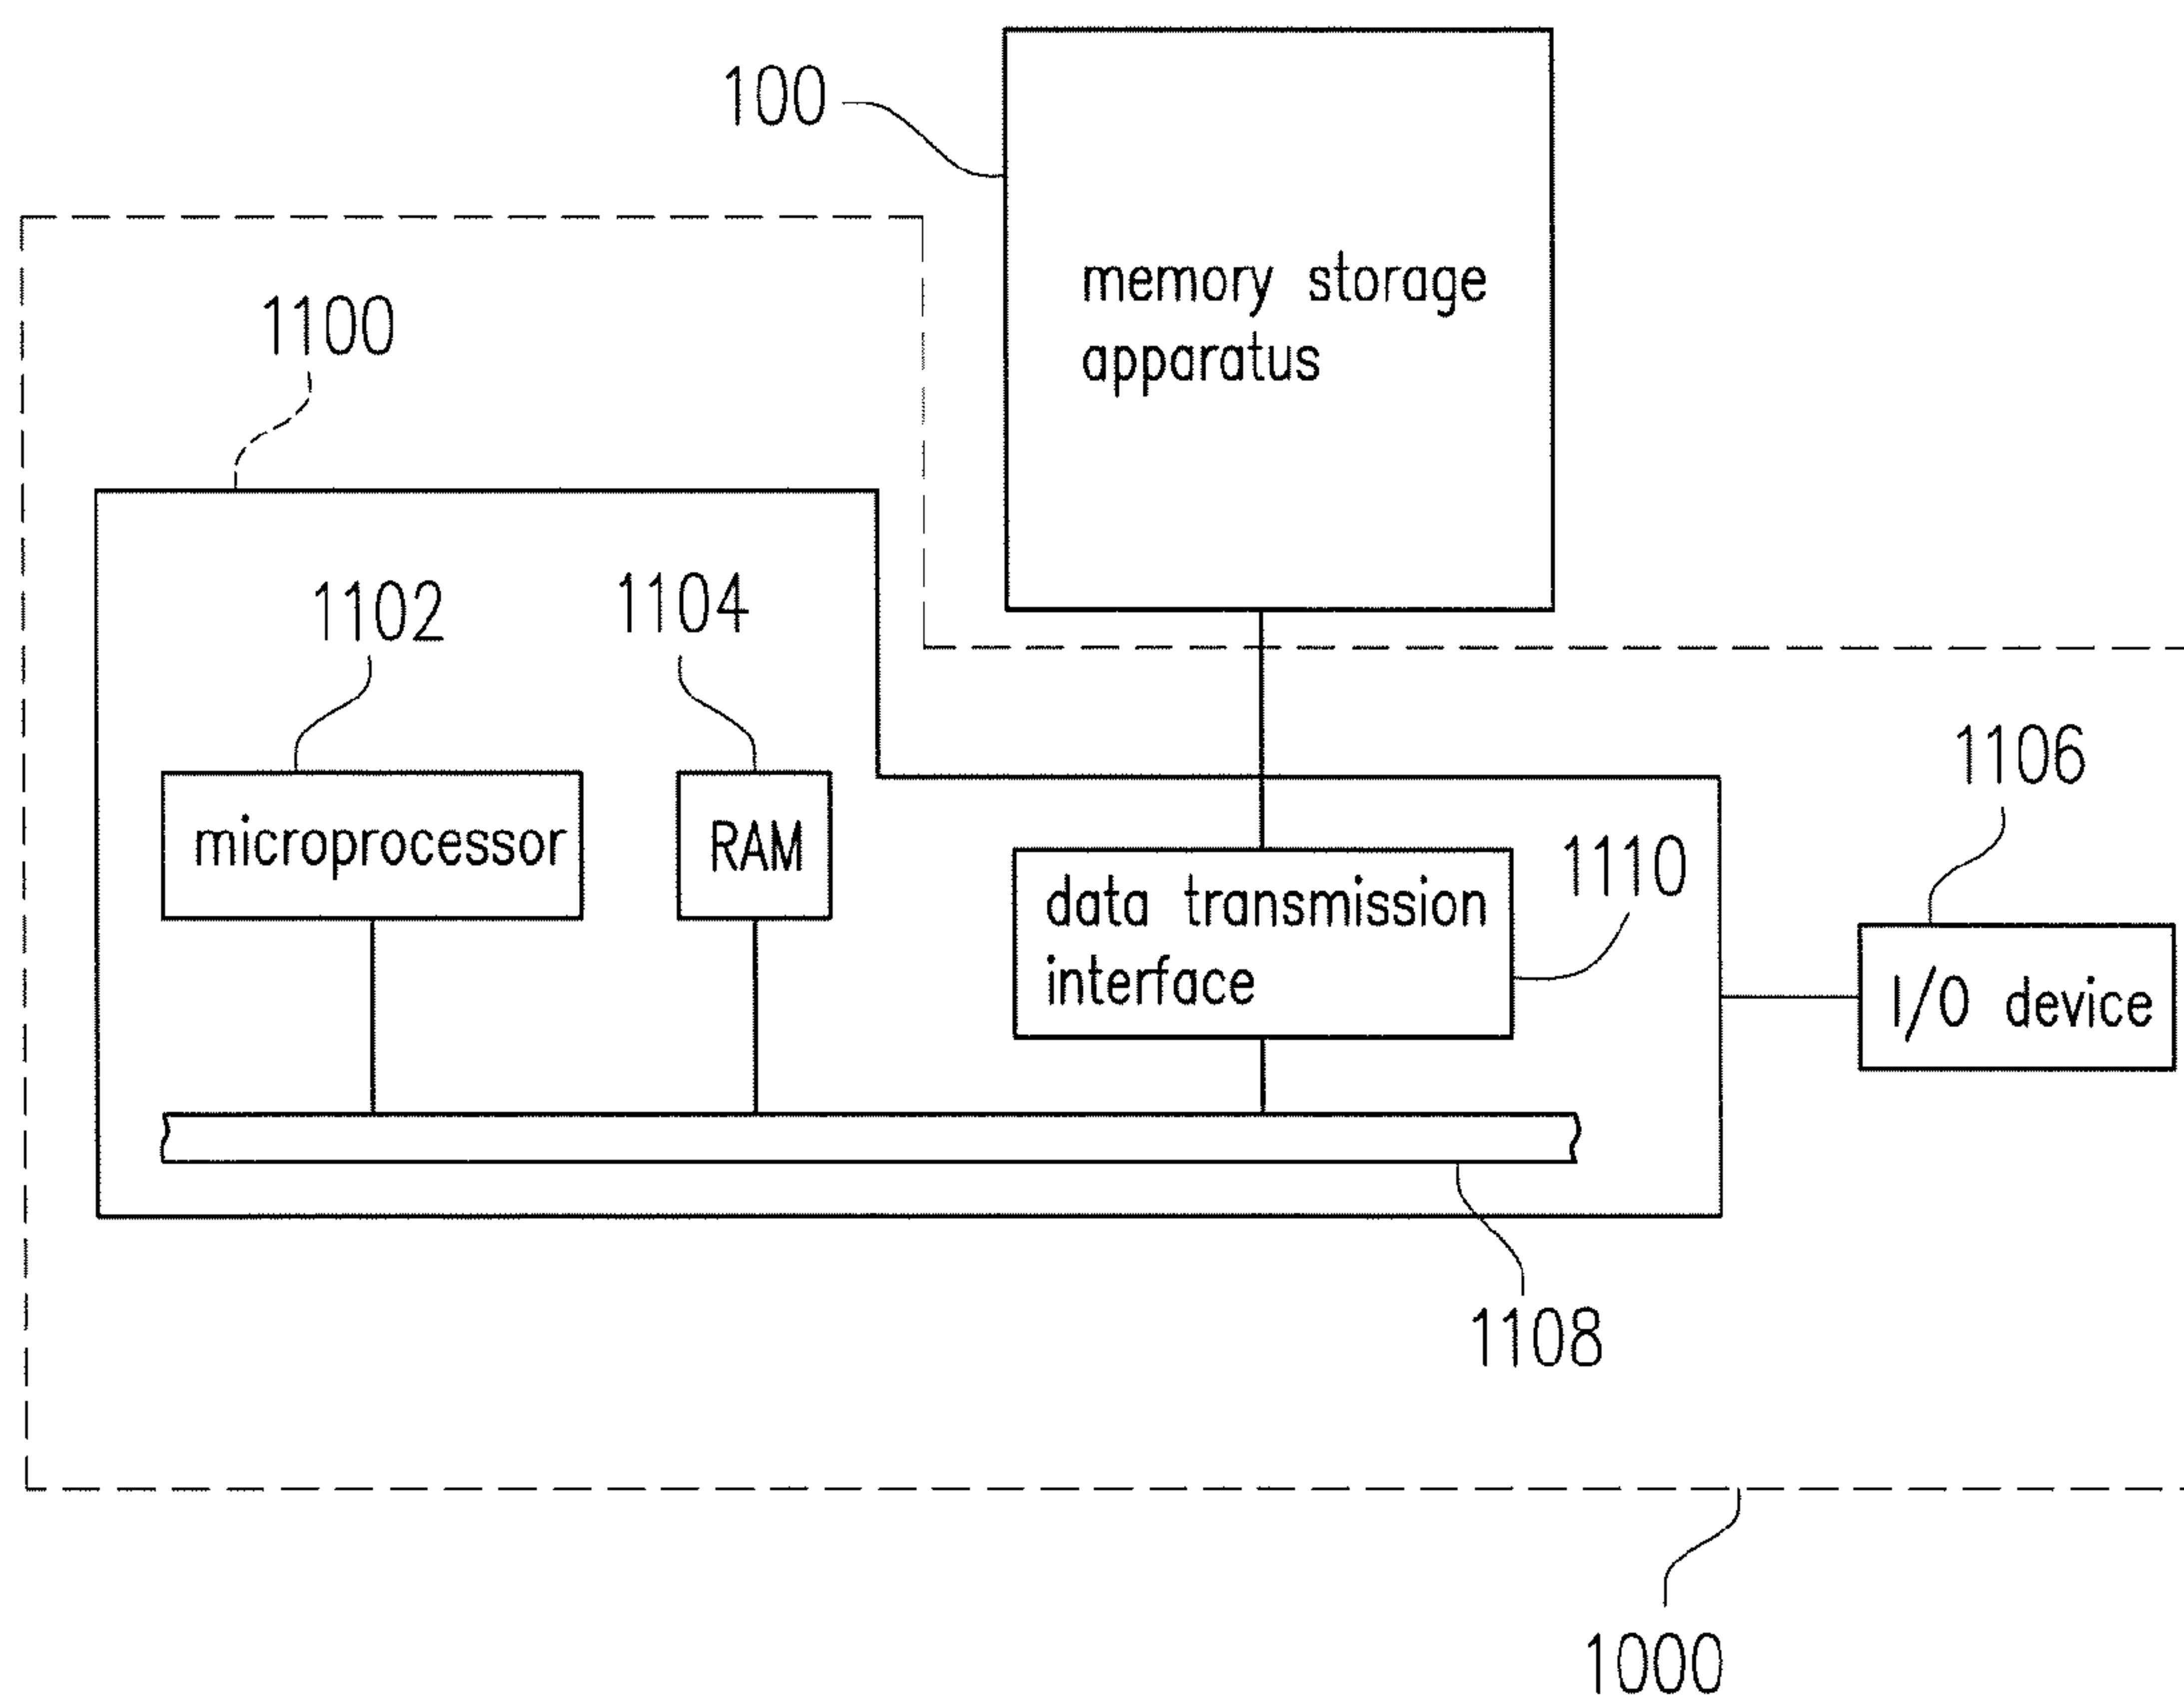 100
memory storage
apparatus
1100
1102
1104
1106
microprocessor
RAM
data transmission
interface
1110
I/O device
1108
1000